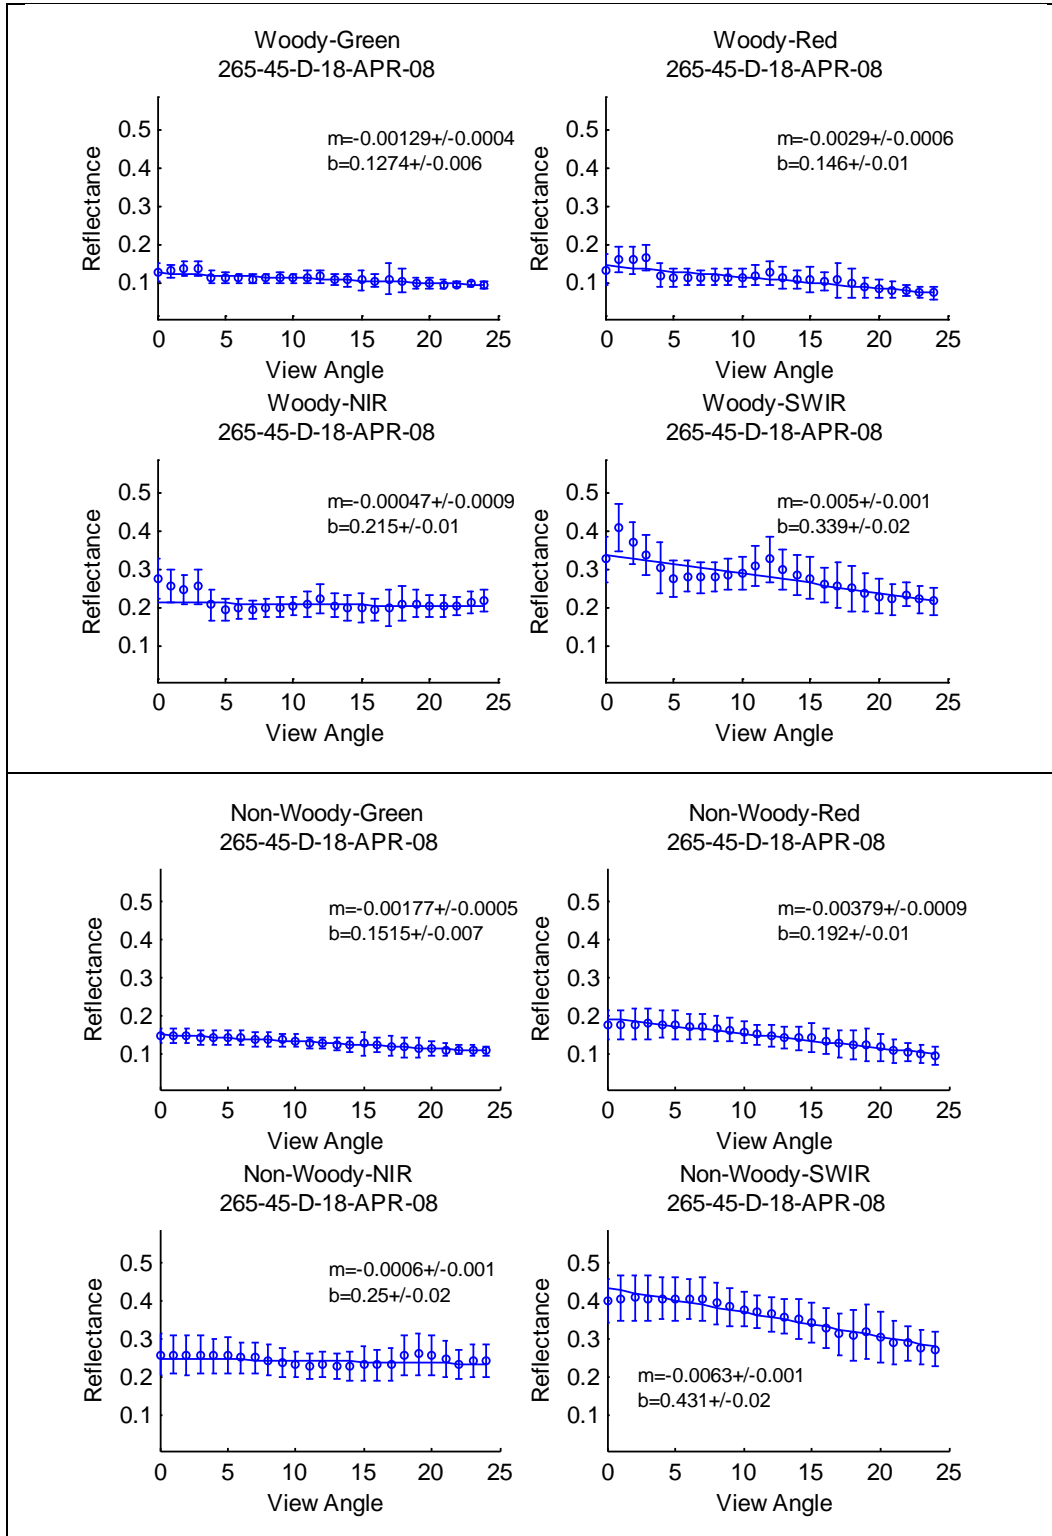 Woody-Green
265-45-D-18-APR-08
Reflectance
0.5
0.4
0.3
0.2
0.1
m=-0.00129+/-0.0004
b=0.1274+/-0.006
0 5 10 15 20 25
View Angle
Woody-Red
265-45-D-18-APR-08
Reflectance
0.5
0.4
0.3
0.2
0.1
m=-0.0029+/-0.0006
b=0.146+/-0.01
0 5 10 15 20 25
View Angle
Woody-NIR
265-45-D-18-APR-08
Reflectance
0.5
0.4
0.3
0.2
0.1
m=-0.00047+/-0.0009
b=0.215+/-0.01
0 5 10 15 20 25
View Angle
Woody-SWIR
265-45-D-18-APR-08
Reflectance
0.5
0.4
0.3
0.2
0.1
m=-0.005+/-0.001
b=0.339+/-0.02
0 5 10 15 20 25
View Angle
Non-Woody-Green
265-45-D-18-APR-08
Reflectance
0.5
0.4
0.3
0.2
0.1
m=-0.00177+/-0.0005
b=0.1515+/-0.007
0 5 10 15 20 25
View Angle
Non-Woody-Red
265-45-D-18-APR-08
Reflectance
0.5
0.4
0.3
0.2
0.1
m=-0.00379+/-0.0009
b=0.192+/-0.01
0 5 10 15 20 25
View Angle
Non-Woody-NIR
265-45-D-18-APR-08
Reflectance
0.5
0.4
0.3
0.2
0.1
m=-0.0006+/-0.001
b=0.25+/-0.02
0 5 10 15 20 25
View Angle
Non-Woody-SWIR
265-45-D-18-APR-08
Reflectance
0.5
0.4
0.3
0.2
0.1
m=-0.0063+/-0.001
b=0.431+/-0.02
0 5 10 15 20 25
View Angle